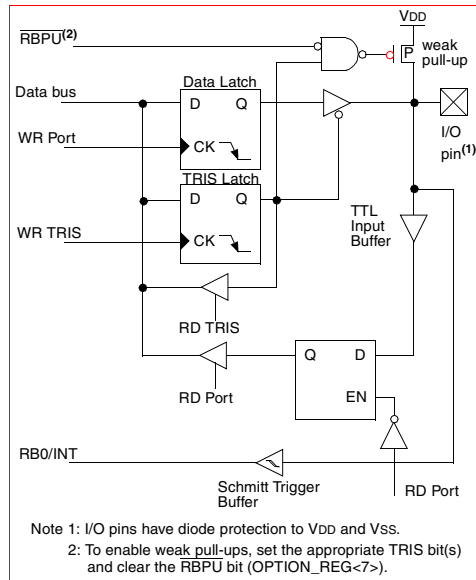 VDD
RBPU(2)
P
weak
pull-up
Data Latch
Data bus
D
Q
I/O
pin(1)
WR Port
CK
TRIS Latch
D
Q
TTL
Input
Buffer
WR TRIS
CK
RD TRIS
Q
D
RD Port
EN
RB0/INT
Schmitt Trigger
Buffer
RD Port
Note 1: I/O pins have diode protection to VDD and VSS.
2: To enable weak pull-ups, set the appropriate TRIS bit(s)
and clear the RBPU bit (OPTION_REG<7>).